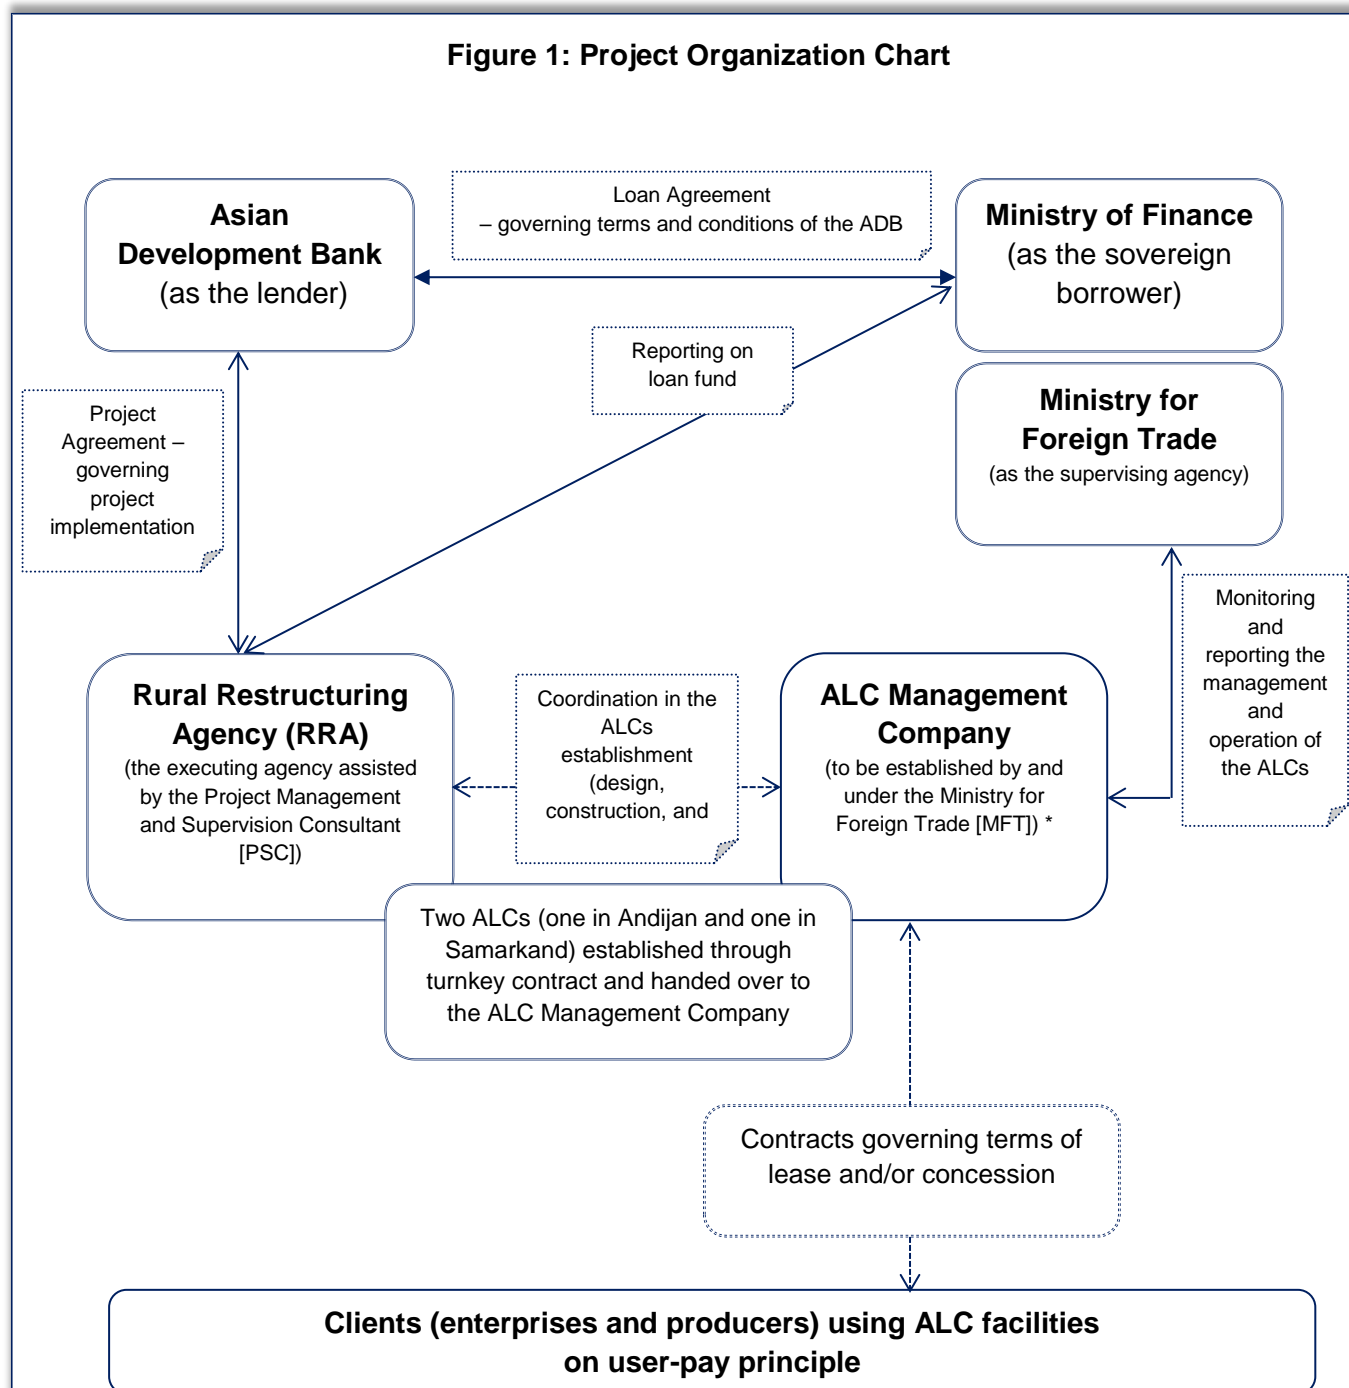 Figure 1: Project Organization Chart
Asian
Development Bank
(as the lender)
Loan Agreement
– governing terms and conditions of the ADB
Ministry of Finance
(as the sovereign
borrower)
Reporting on
loan fund
Ministry for
Foreign Trade
(as the supervising agency)
Project
Agreement –
governing
project
implementation
Monitoring
and
reporting the
management
and
operation of
the ALCs
Rural Restructuring
Agency (RRA)
(the executing agency assisted
by the Project Management
and Supervision Consultant
[PSC])
Coordination in the
ALCs
establishment
(design,
construction, and
ALC Management
Company
(to be established by and
under the Ministry for
Foreign Trade [MFT]) *
Two ALCs (one in Andijan and one in
Samarkand) established through
turnkey contract and handed over to
the ALC Management Company
Contracts governing terms of
lease and/or concession
Clients (enterprises and producers) using ALC facilities
on user-pay principle